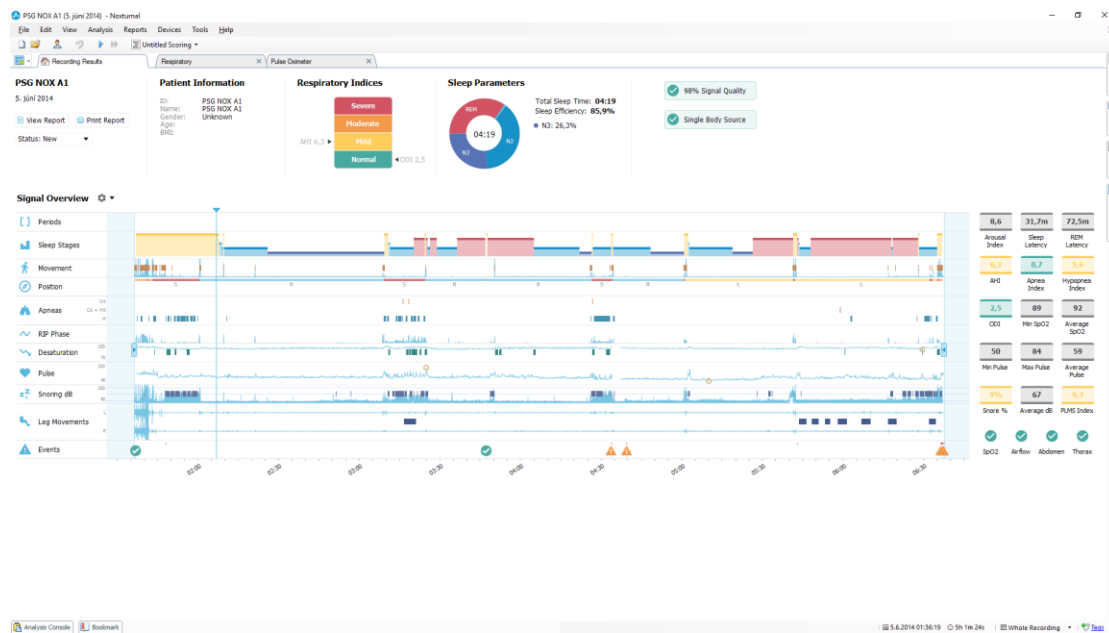 PSG NOX A1 (5. júní 2014) - Noxturnal
File Edit View Analysis Reports Devices Tools Help
Untitled Scoring
Recording Results
Respiratory
Pulse Oximeter
PSG NOX A1
5. júní 2014
View Report Print Report
Status: New
Patient Information
ID: PSG NOX A1
Name: PSG NOX A1
Gender: Unknown
Age:
BMI:
Respiratory Indices
Severe
Moderate
AHI 6,3 Mild
Normal ODI 2,5
Sleep Parameters
REM
N2
N3
04:19
Total Sleep Time: 04:19
Sleep Efficiency: 85,9%
N3: 26,3%
98% Signal Quality
Single Body Source
Signal Overview
Periods
Sleep Stages
Movement
Position
S R S R R S R L L
Apneas
RIP Phase
Desaturation
100
75
Pulse
100
40
Snoring dB
100
60
Leg Movements
L
R
Events
02:00 02:30 03:00 03:30 04:00 04:30 05:00 05:30 06:00 06:30
8,6 31,7m 72,5m
Arousal Index
Sleep Latency
REM Latency
6,3 0,7 5,6
AHI
Apnea Index
Hypopnea Index
2,5 89 92
ODI
Min SpO2
Average SpO2
50 84 59
Min Pulse
Max Pulse
Average Pulse
67
Snore % Average dB PLMS Index
SpO2 Airflow Abdomen Thorax
Analysis Console Bookmark
5.6.2014 01:36:19 5h 1m 24s Whole Recording Tags